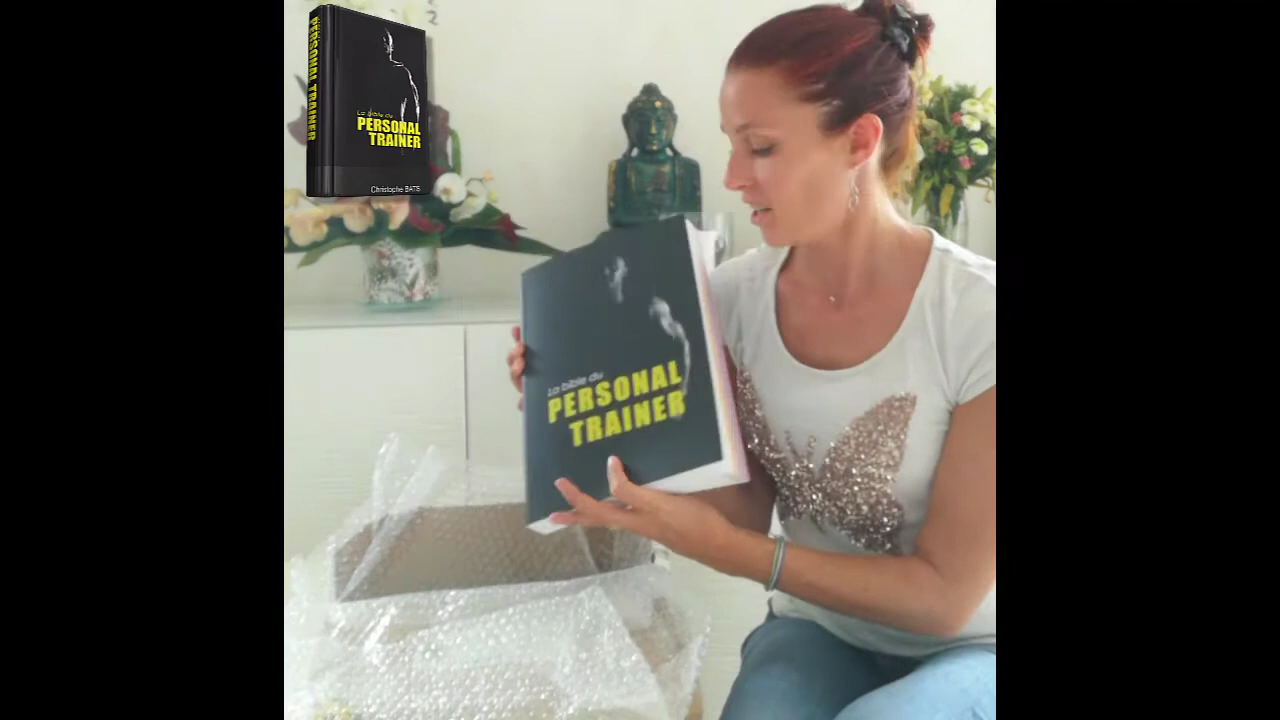 PERSONAL TRAINER
La bible du
PERSONAL
TRAINER
Christophe BATS
La bible du
PERSONAL
TRAINER